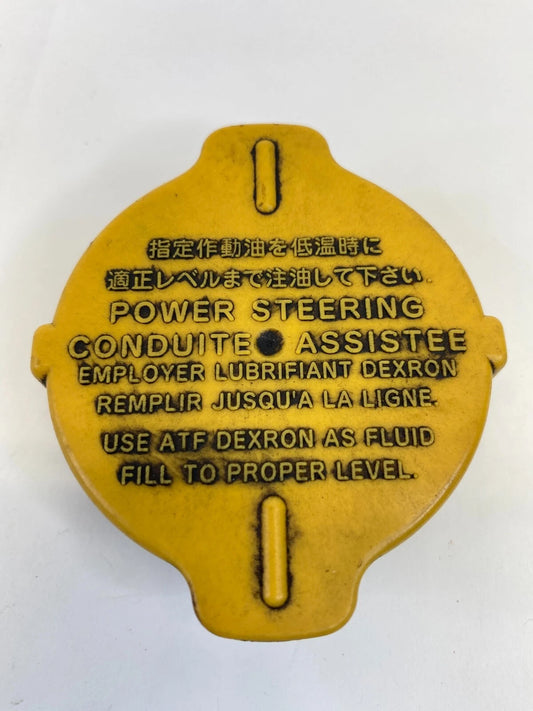 指定作動油を低温時に
適正レベルまで注油して下さい.
POWER STEERING
CONDUITE ASSISTEE
EMPLOYER LUBRIFIANT DEXRON
REMPLIR JUSQU'A LA LIGNE.
USE ATF DEXRON AS FLUID
FILL TO PROPER LEVEL.